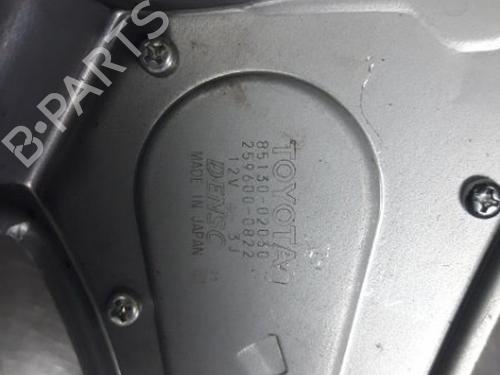 B-PARTS
TOYOTA
85130-02030
259600-0822
12V 3J
DENSO
MADE IN JAPAN